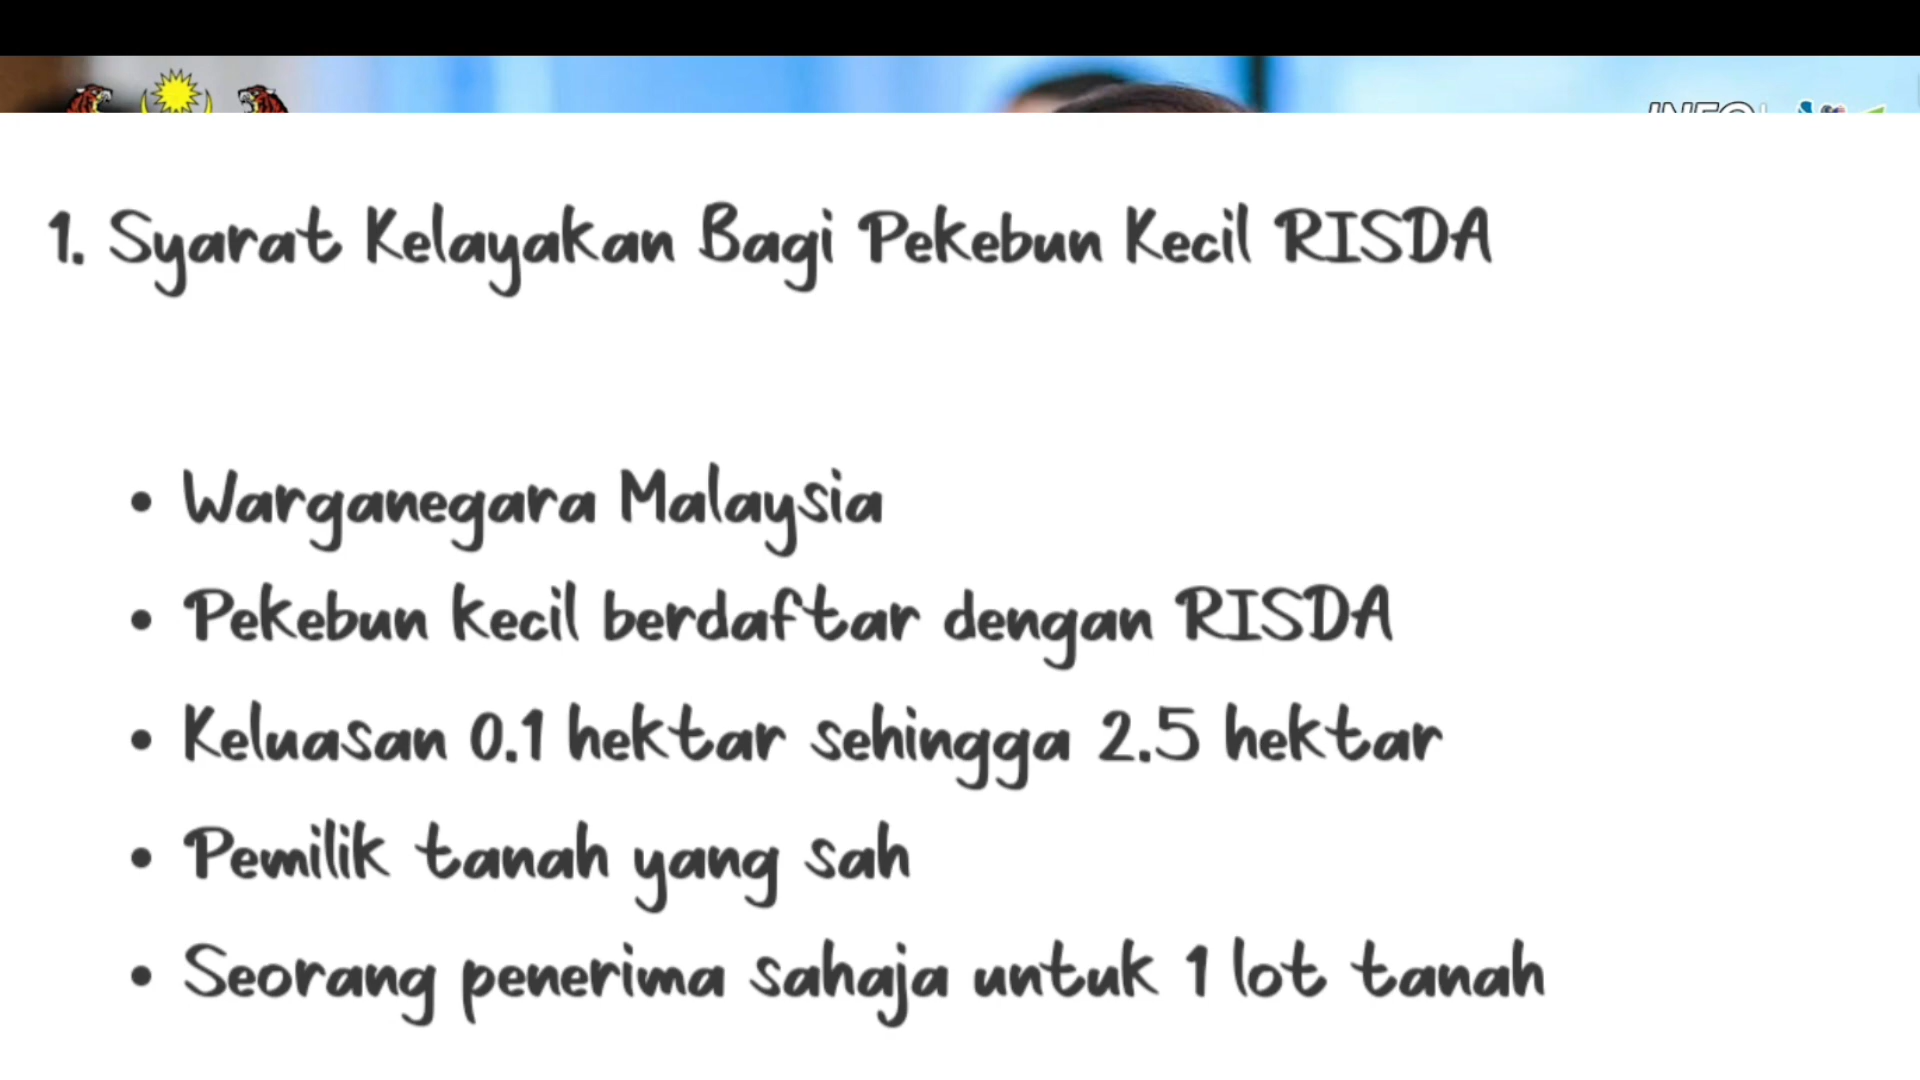 1. Syarat Kelayakan Bagi Pekebun Kecil RISDA
• Warganegara Malaysia
• Pekebun kecil berdaftar dengan RISDA
• Keluasan 0.1 hektar sehingga 2.5 hektar
• Pemilik tanah yang sah
• Seorang penerima sahaja untuk 1 lot tanah